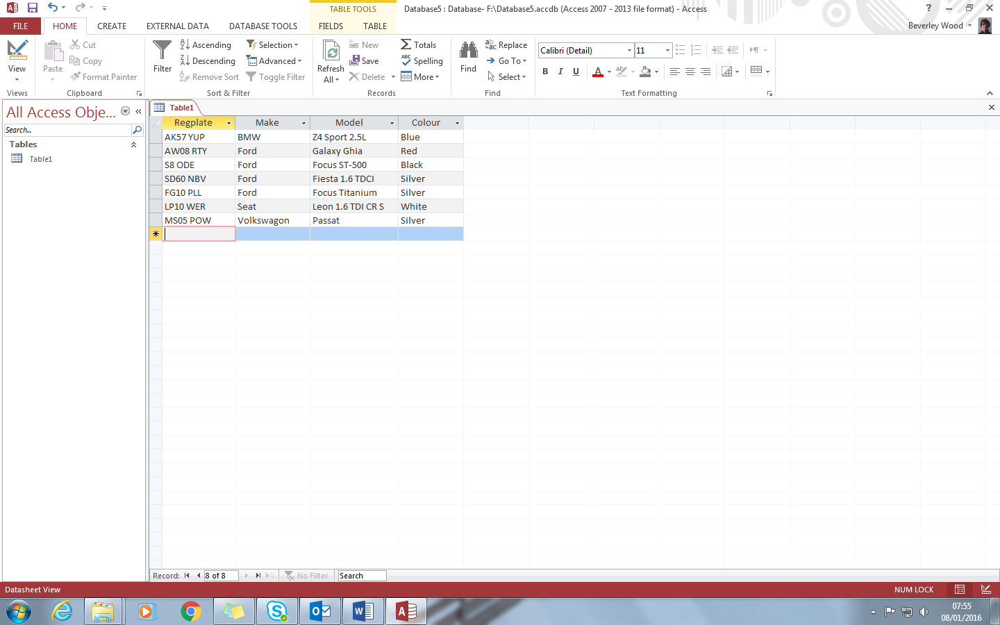 TABLE TOOLS
Database5 : Database- F:\Database5.accdb (Access 2007 - 2013 file format) - Access
?
FILE HOME CREATE EXTERNAL DATA DATABASE TOOLS FIELDS TABLE
Beverley Wood
View
Views
Paste
Cut
Copy
Format Painter
Clipboard
Filter
Ascending
Descending
Remove Sort
Selection
Advanced
Toggle Filter
Sort & Filter
Refresh
All
New
Save
Delete
Totals
Spelling
More
Records
Find
Replace
Go To
Select
Find
Calibri (Detail) 11
B I U A
Text Formatting
All Access Obje...
Search...
Tables
Table1
Table1
Regplate Make Model Colour
AK57 YUP BMW Z4 Sport 2.5L Blue
AW08 RTY Ford Galaxy Ghia Red
S8 ODE Ford Focus ST-500 Black
SD60 NBV Ford Fiesta 1.6 TDCI Silver
FG10 PLL Ford Focus Titanium Silver
LP10 WER Seat Leon 1.6 TDI CR S White
MS05 POW Volkswagon Passat Silver
Record: 8 of 8 No Filter Search
Datasheet View
NUM LOCK
07:55
08/01/2016